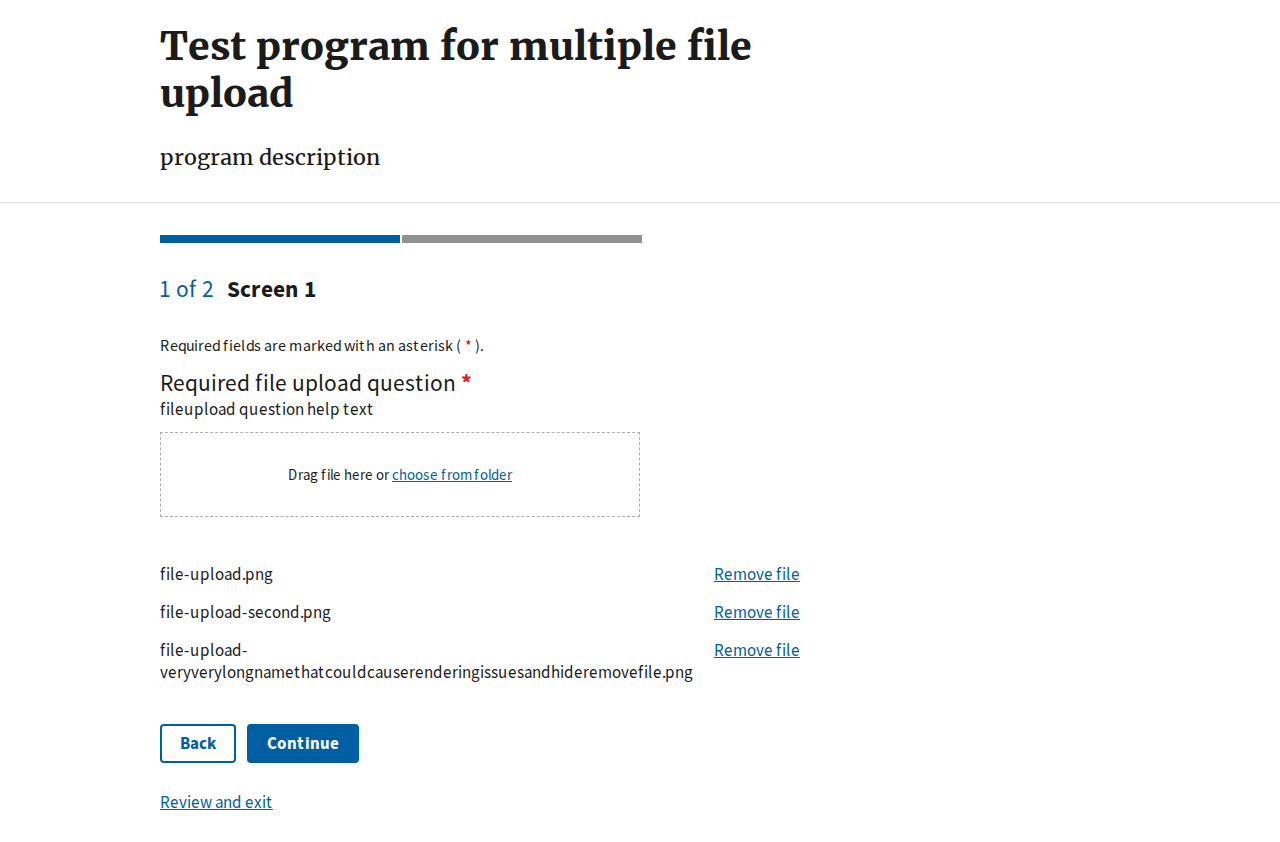 Test program for multiple file
upload
program description
1 of 2 Screen 1
Required fields are marked with an asterisk ( * ).
Required file upload question *
fileupload question help text
Drag file here or choose from folder
file-upload.png Remove file
file-upload-second.png Remove file
file-upload- Remove file
veryverylongnamethatcouldcauserenderingissuesandhideremovefile.png
Back Continue
Review and exit